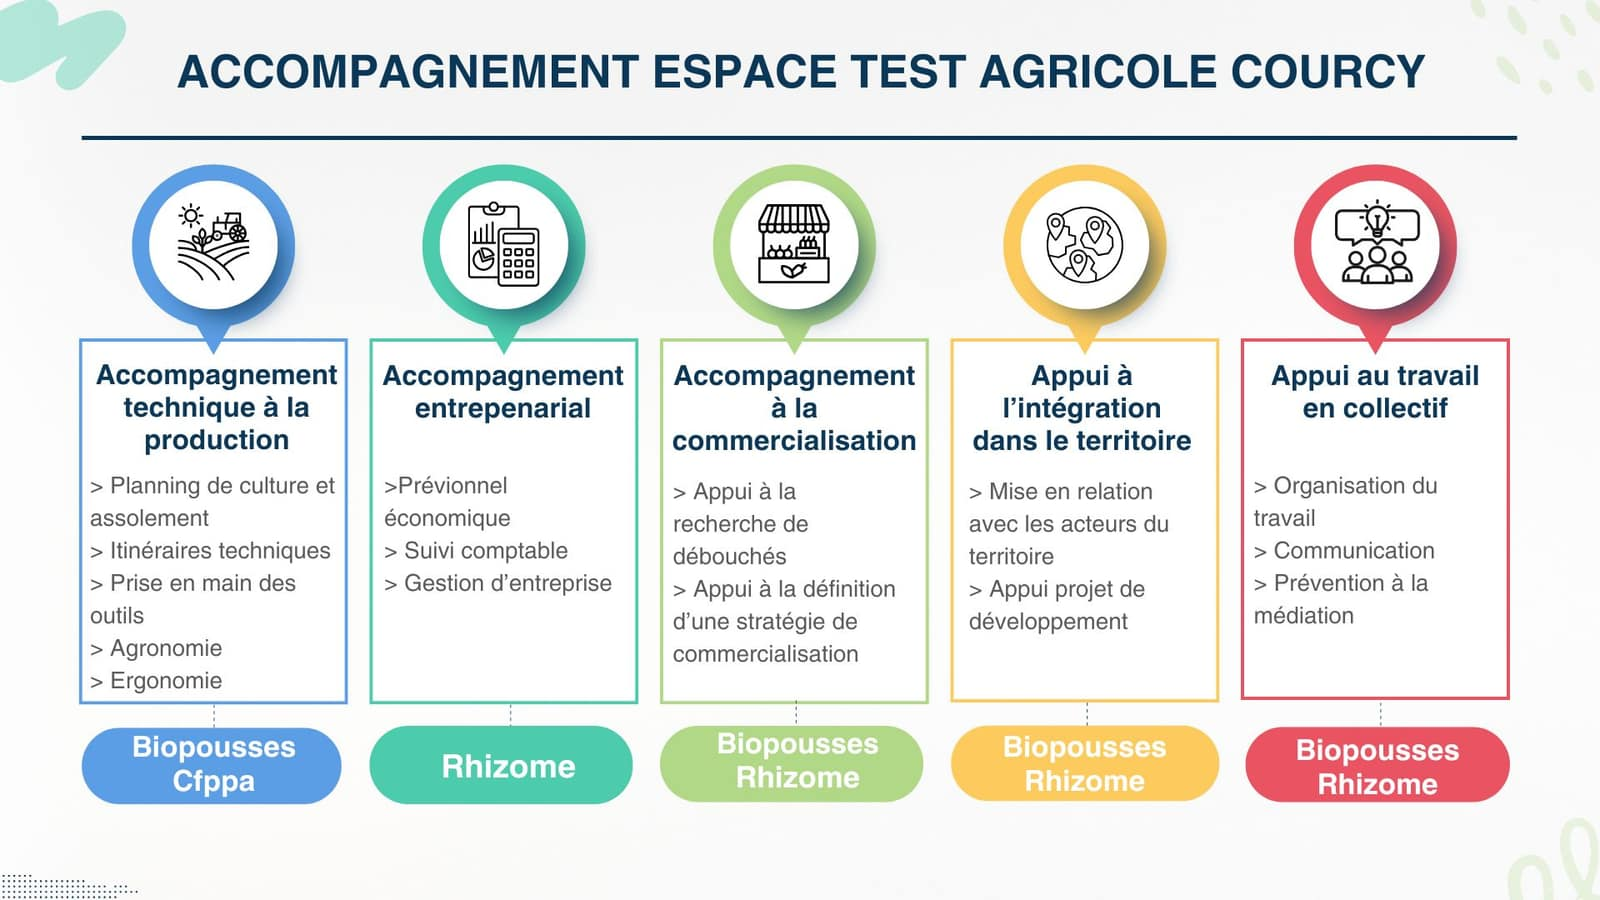 ACCOMPAGNEMENT ESPACE TEST AGRICOLE COURCY
Accompagnement
technique à la
production
> Planning de culture et
assolement
> Itinéraires techniques
> Prise en main des
outils
> Agronomie
> Ergonomie
Biopousses
Cfppa
Accompagnement
entrepenarial
>Prévionnel
économique
> Suivi comptable
> Gestion d’entreprise
Rhizome
Accompagnement
à la
commercialisation
> Appui à la
recherche de
débouchés
> Appui à la définition
d’une stratégie de
commercialisation
Biopousses
Rhizome
Appui à
l’intégration
dans le territoire
> Mise en relation
avec les acteurs du
territoire
> Appui projet de
développement
Biopousses
Rhizome
Appui au travail
en collectif
> Organisation du
travail
> Communication
> Prévention à la
médiation
Biopousses
Rhizome